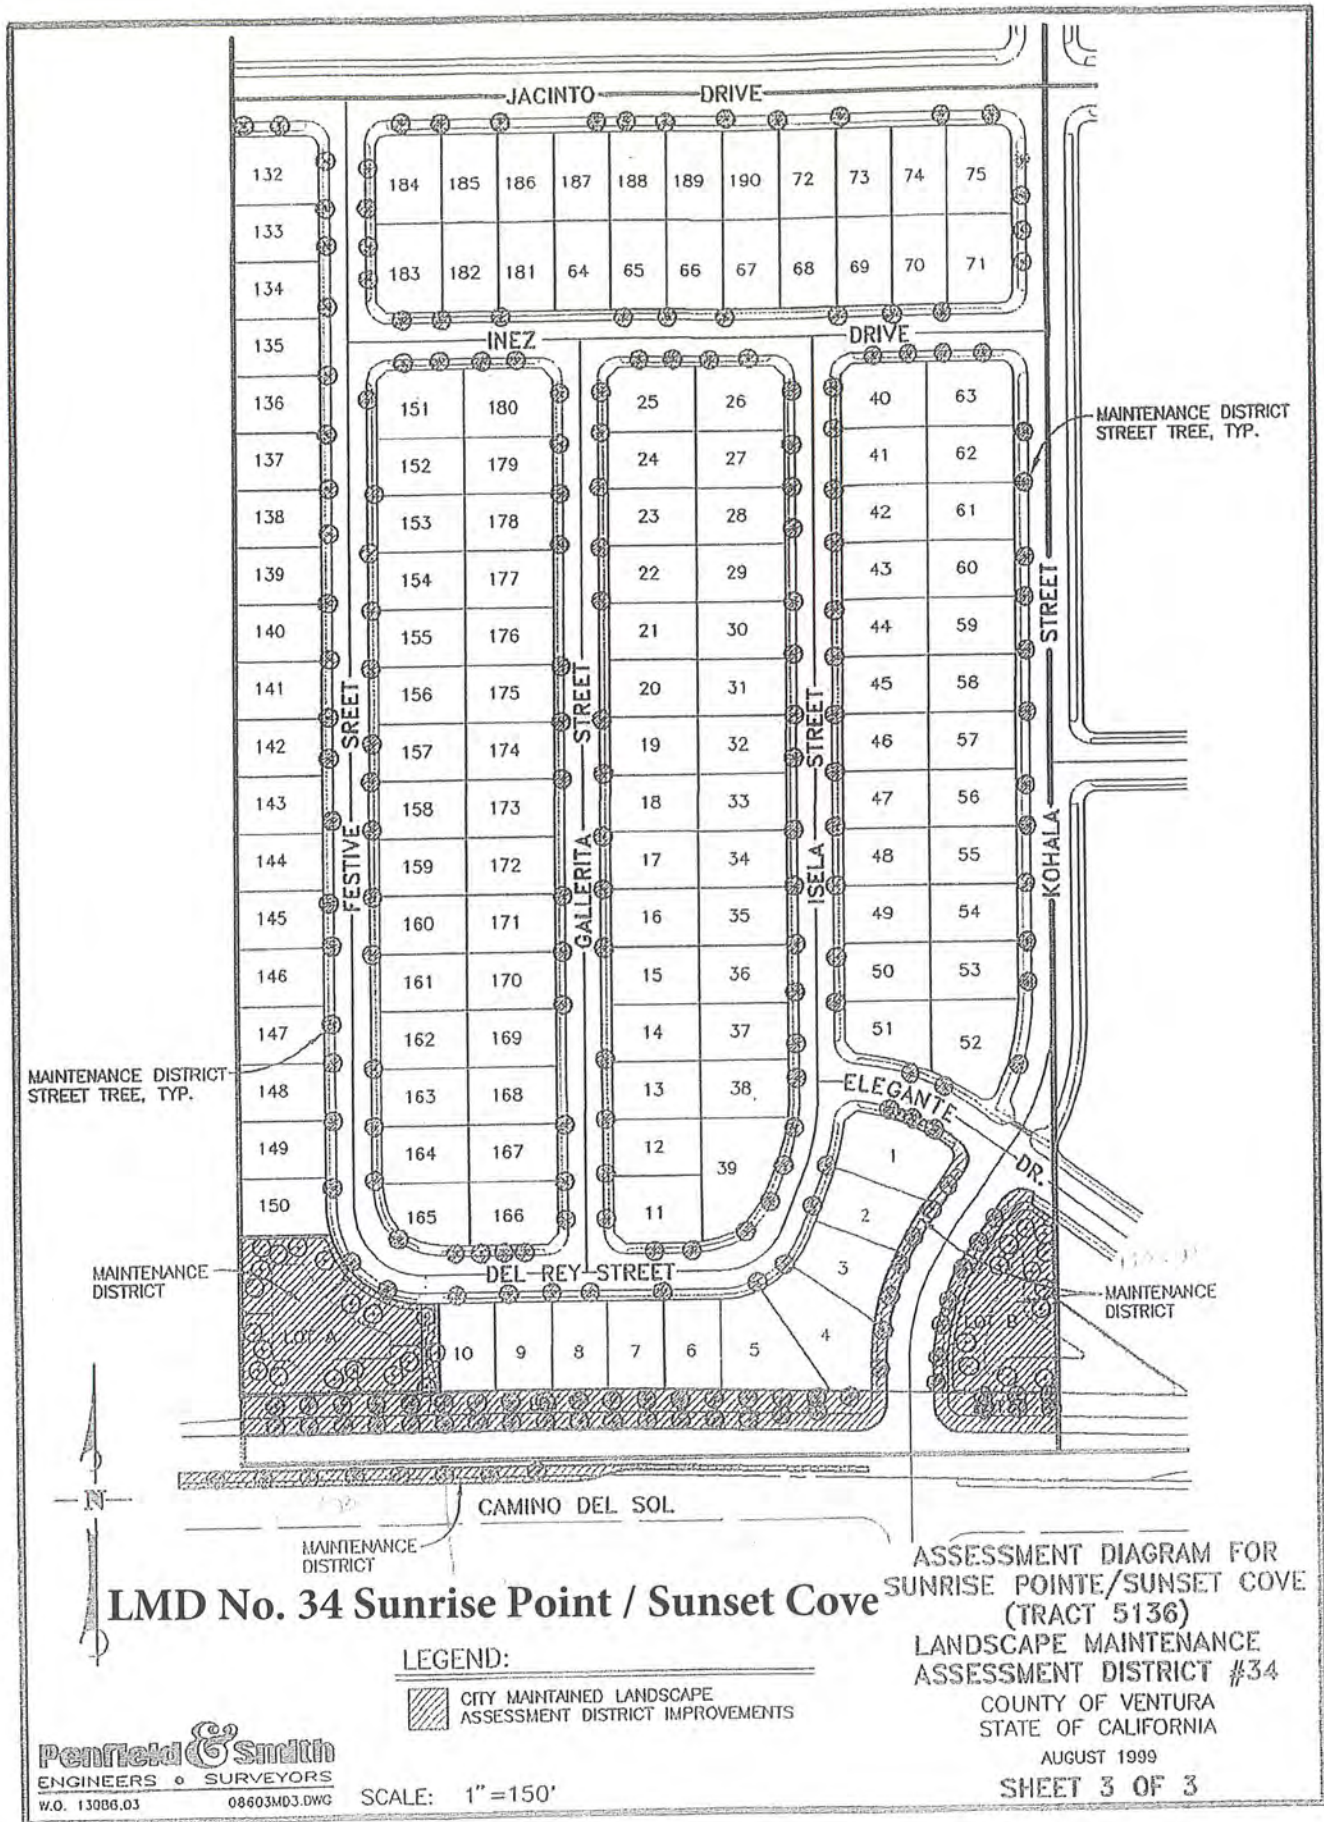 JACINTO DRIVE
132
184 185 186 187 188 189 190 72 73 74 75
133
134
183 182 181 64 65 66 67 68 69 70 71
INEZ DRIVE
135
136
137
138
139
140
141
142
143
144
145
146
147
148
149
150
FESTIVE SREET
151 180
152 179
153 178
154 177
155 176
156 175
157 174
158 173
159 172
160 171
161 170
162 169
163 168
164 167
165 166
GALLERITA STREET
25 26
24 27
23 28
22 29
21 30
20 31
19 32
18 33
17 34
16 35
15 36
14 37
13 38
12
39
11
ISELA STREET
40 63
41 62
42 61
43 60
44 59
45 58
46 57
47 56
48 55
49 54
50 53
51 52
KOHALA STREET
MAINTENANCE DISTRICT
STREET TREE, TYP.
MAINTENANCE DISTRICT
STREET TREE, TYP.
ELEGANTE DR.
1
2
3
4
DEL REY STREET
10 9 8 7 6 5
MAINTENANCE
DISTRICT
LOT A
LOT B
MAINTENANCE
DISTRICT
N
CAMINO DEL SOL
MAINTENANCE
DISTRICT
LMD No. 34 Sunrise Point / Sunset Cove
ASSESSMENT DIAGRAM FOR
SUNRISE POINTE/SUNSET COVE
(TRACT 5136)
LANDSCAPE MAINTENANCE
ASSESSMENT DISTRICT #34
COUNTY OF VENTURA
STATE OF CALIFORNIA
AUGUST 1999
SHEET 3 OF 3
LEGEND:
CITY MAINTAINED LANDSCAPE
ASSESSMENT DISTRICT IMPROVEMENTS
Penfield & Smith
ENGINEERS o SURVEYORS
W.O. 13086.03 08603MD3.DWG
SCALE: 1"=150'